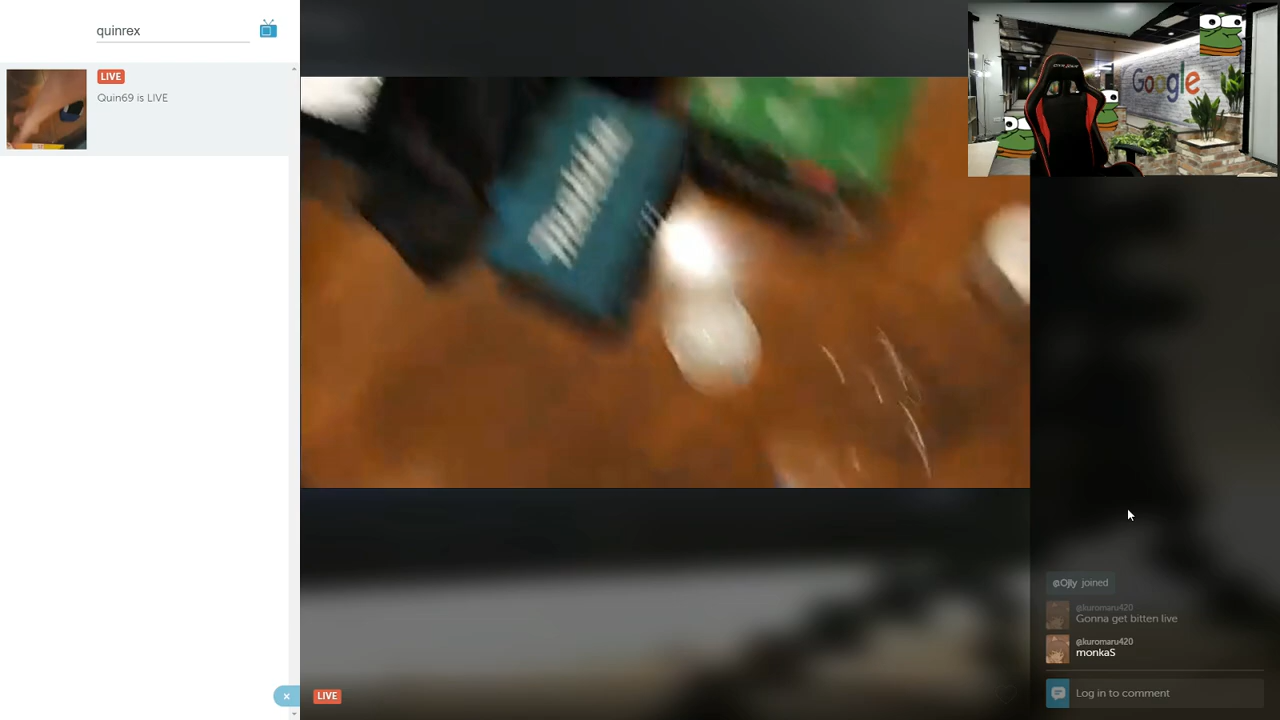 quinrex
LIVE
Quin69 is LIVE
Google
@Ojly joined
@kuromaru420
Gonna get bitten live
@kuromaru420
monkaS
Log in to comment
LIVE